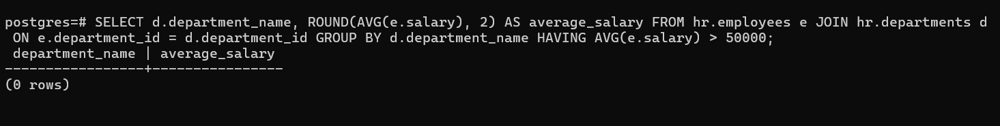 postgres=# SELECT d.department_name, ROUND(AVG(e.salary), 2) AS average_salary FROM hr.employees e JOIN hr.departments d
 ON e.department_id = d.department_id GROUP BY d.department_name HAVING AVG(e.salary) > 50000;
 department_name | average_salary
-----------------+----------------
(0 rows)